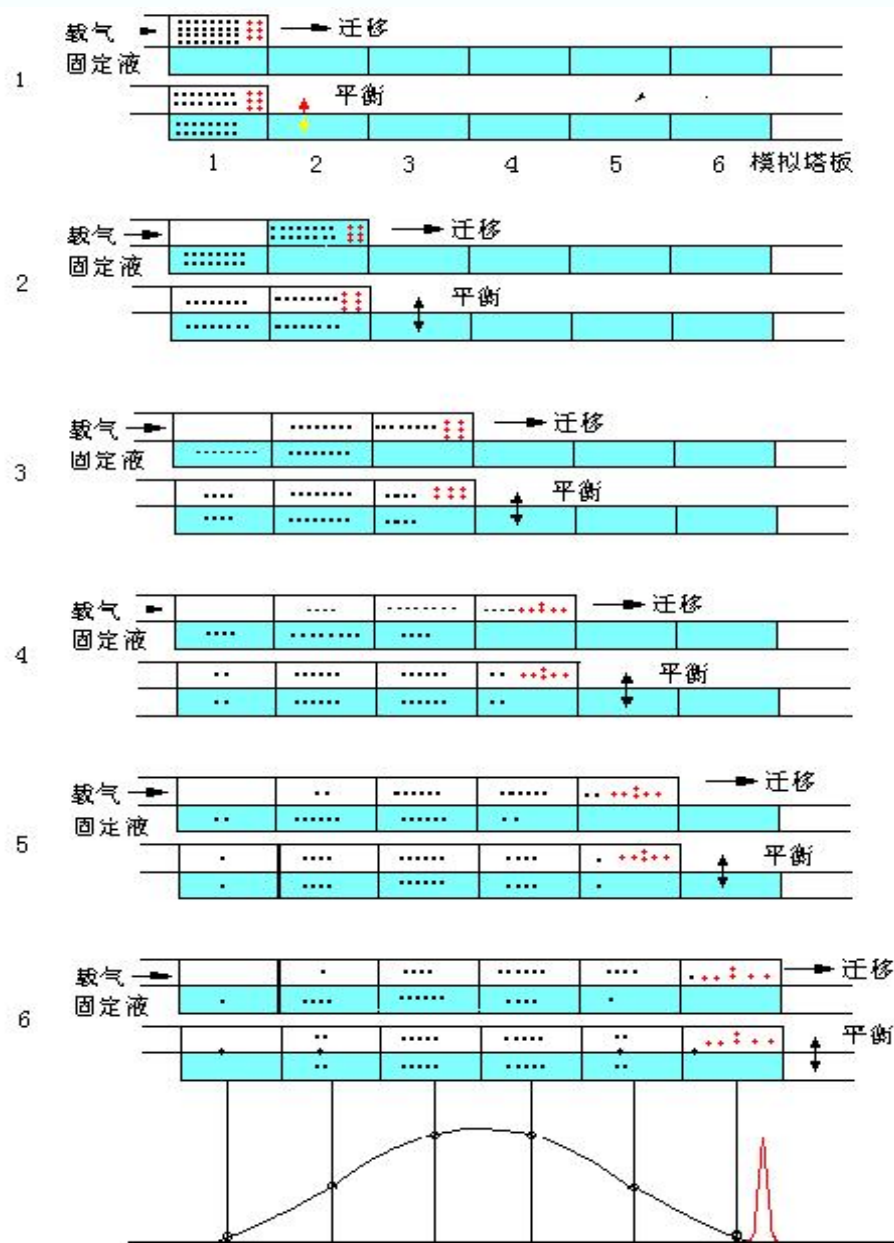 载气 迁移
1
固定液
平衡
1 2 3 4 5 6 模拟塔板
载气 迁移
固定液
2
平衡
载气 迁移
固定液
3
平衡
载气 迁移
固定液
4
平衡
载气 迁移
固定液
5
平衡
载气 迁移
固定液
6
平衡